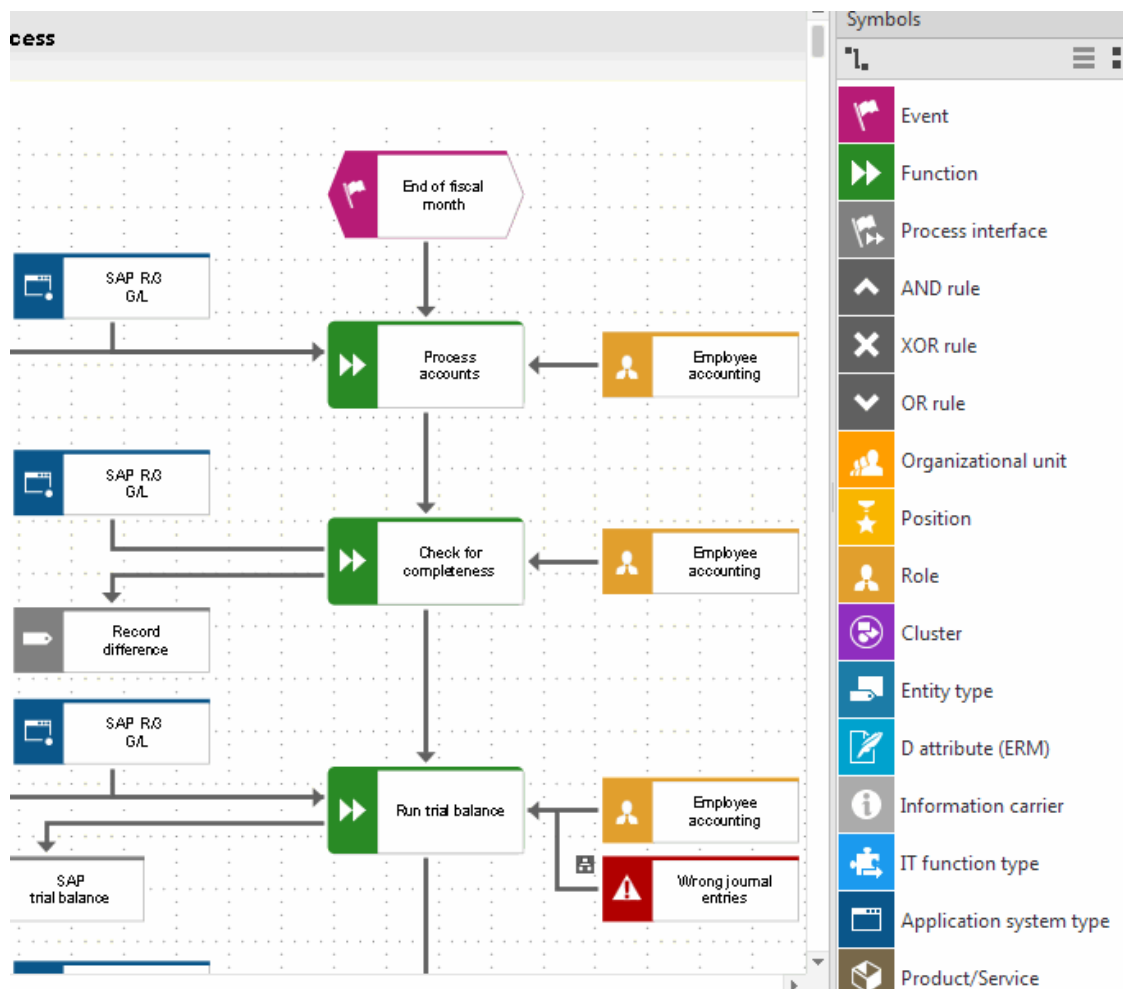 cess
End of fiscal
month
SAP R/3
G/L
Process
accounts
Employee
accounting
SAP R/3
G/L
Check for
completeness
Employee
accounting
Record
difference
SAP R/3
G/L
Run trial balance
Employee
accounting
SAP
trial balance
Wrong journal
entries
Symbols
Event
Function
Process interface
AND rule
XOR rule
OR rule
Organizational unit
Position
Role
Cluster
Entity type
D attribute (ERM)
Information carrier
IT function type
Application system type
Product/Service